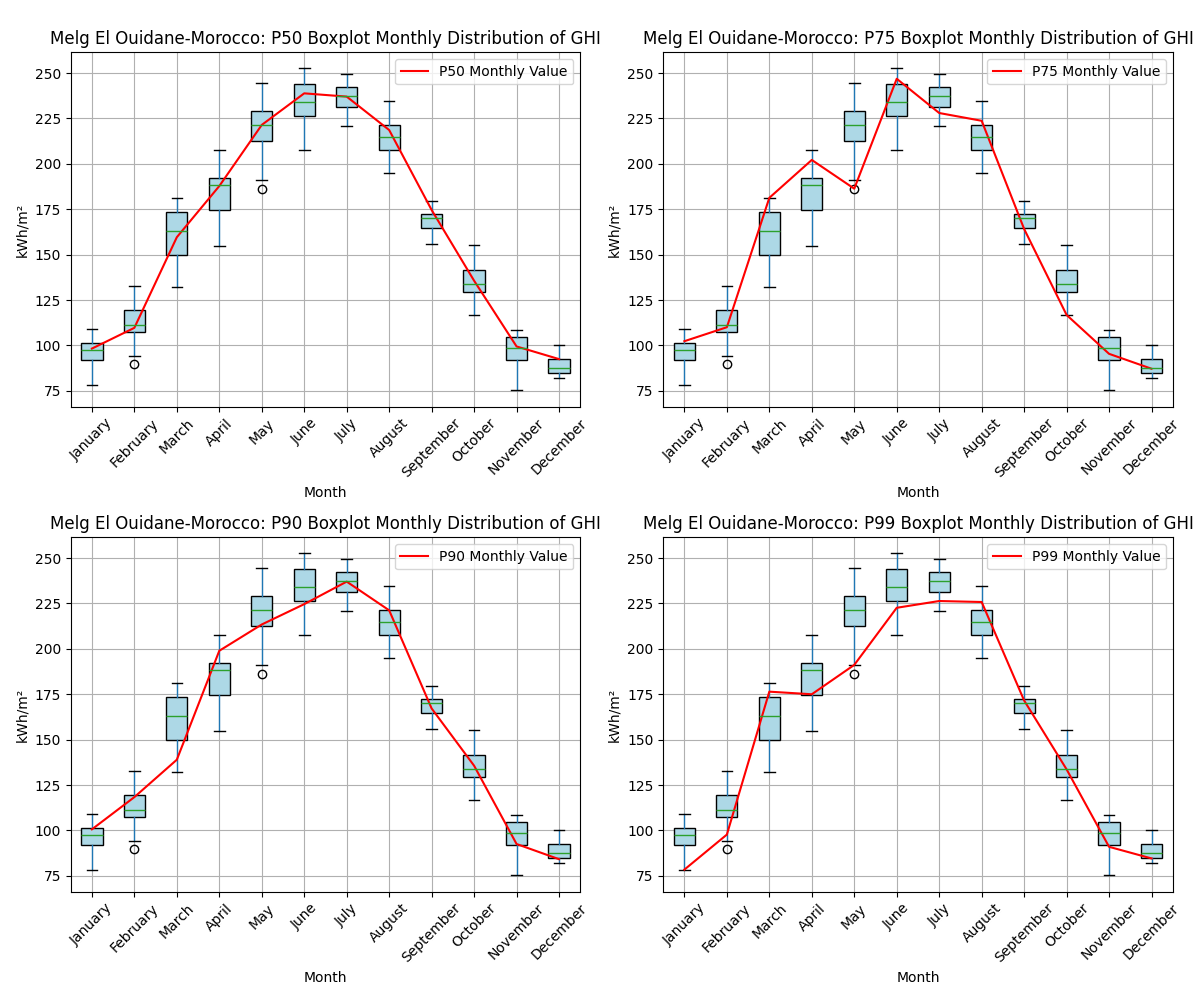 Melg El Ouidane-Morocco: P50 Boxplot Monthly Distribution of GHI
P50 Monthly Value
kWh/m²
250
225
200
175
150
125
100
75
January
February
March
April
May
June
July
August
September
October
November
December
Month
Melg El Ouidane-Morocco: P75 Boxplot Monthly Distribution of GHI
P75 Monthly Value
kWh/m²
250
225
200
175
150
125
100
75
January
February
March
April
May
June
July
August
September
October
November
December
Month
Melg El Ouidane-Morocco: P90 Boxplot Monthly Distribution of GHI
P90 Monthly Value
kWh/m²
250
225
200
175
150
125
100
75
January
February
March
April
May
June
July
August
September
October
November
December
Month
Melg El Ouidane-Morocco: P99 Boxplot Monthly Distribution of GHI
P99 Monthly Value
kWh/m²
250
225
200
175
150
125
100
75
January
February
March
April
May
June
July
August
September
October
November
December
Month